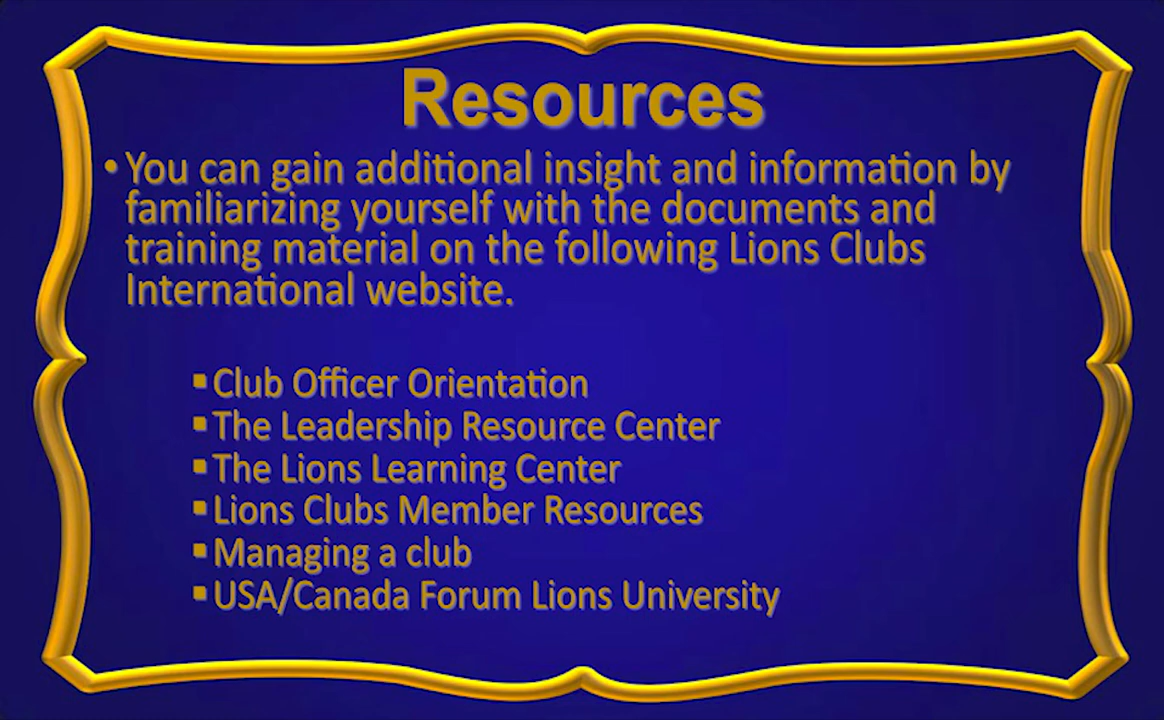 Resources
• You can gain additional insight and information by
familiarizing yourself with the documents and
training material on the following Lions Clubs
International website.
▪ Club Officer Orientation
▪ The Leadership Resource Center
▪ The Lions Learning Center
▪ Lions Clubs Member Resources
▪ Managing a club
▪ USA/Canada Forum Lions University